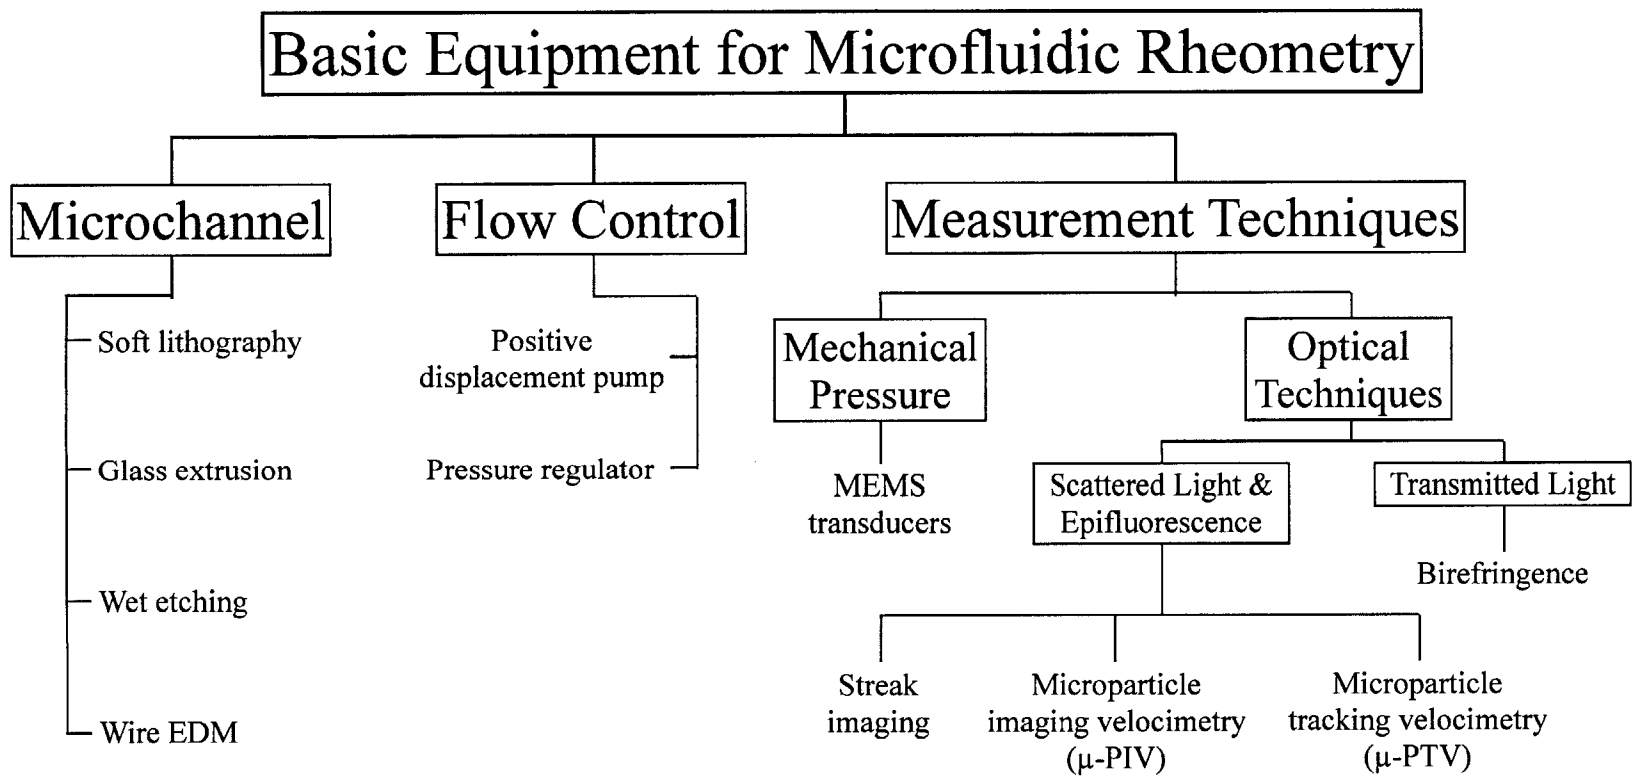 Basic Equipment for Microfluidic Rheometry
Microchannel
Flow Control
Measurement Techniques
Soft lithography
Glass extrusion
Wet etching
Wire EDM
Positive
displacement pump
Pressure regulator
Mechanical
Pressure
MEMS
transducers
Optical
Techniques
Scattered Light &
Epifluorescence
Transmitted Light
Birefringence
Streak
imaging
Microparticle
imaging velocimetry
(μ-PIV)
Microparticle
tracking velocimetry
(μ-PTV)